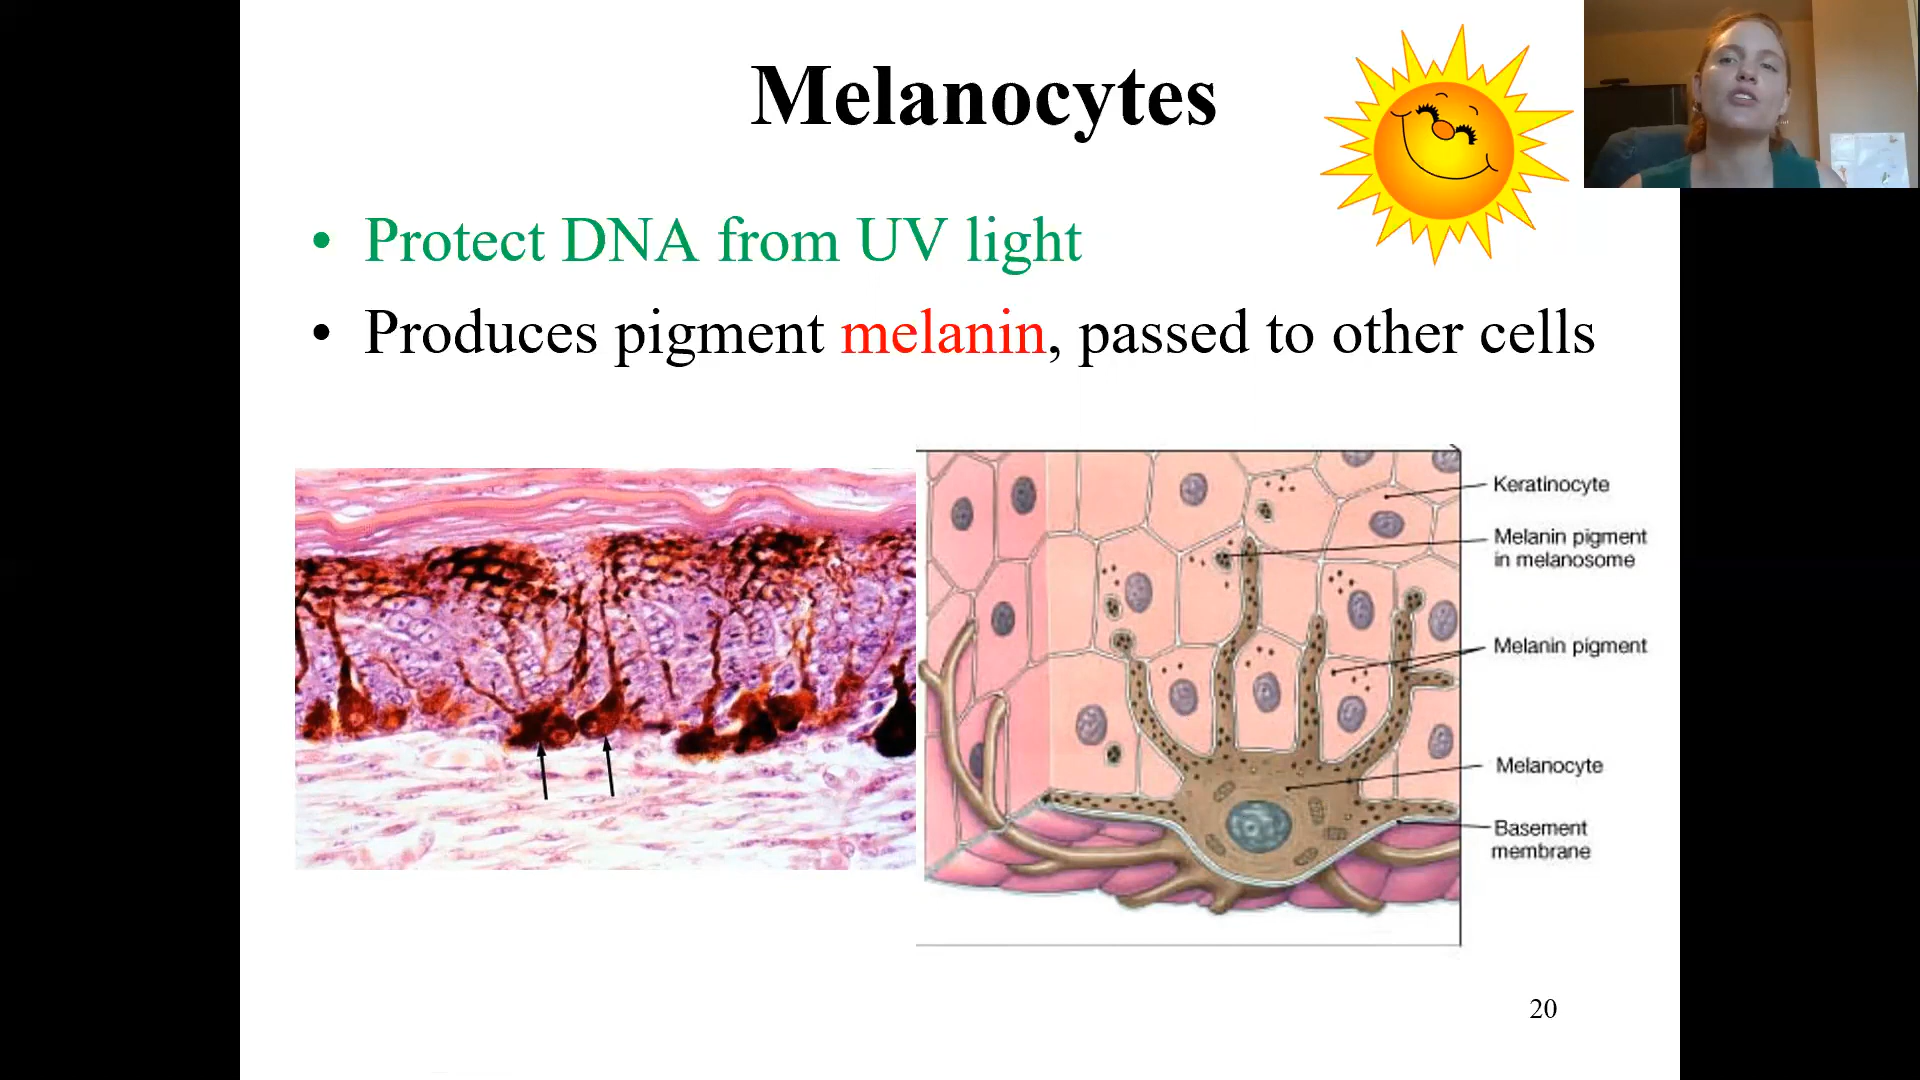 Melanocytes
• Protect DNA from UV light
• Produces pigment melanin, passed to other cells
Keratinocyte
Melanin pigment
in melanosome
Melanin pigment
Melanocyte
Basement
membrane
20